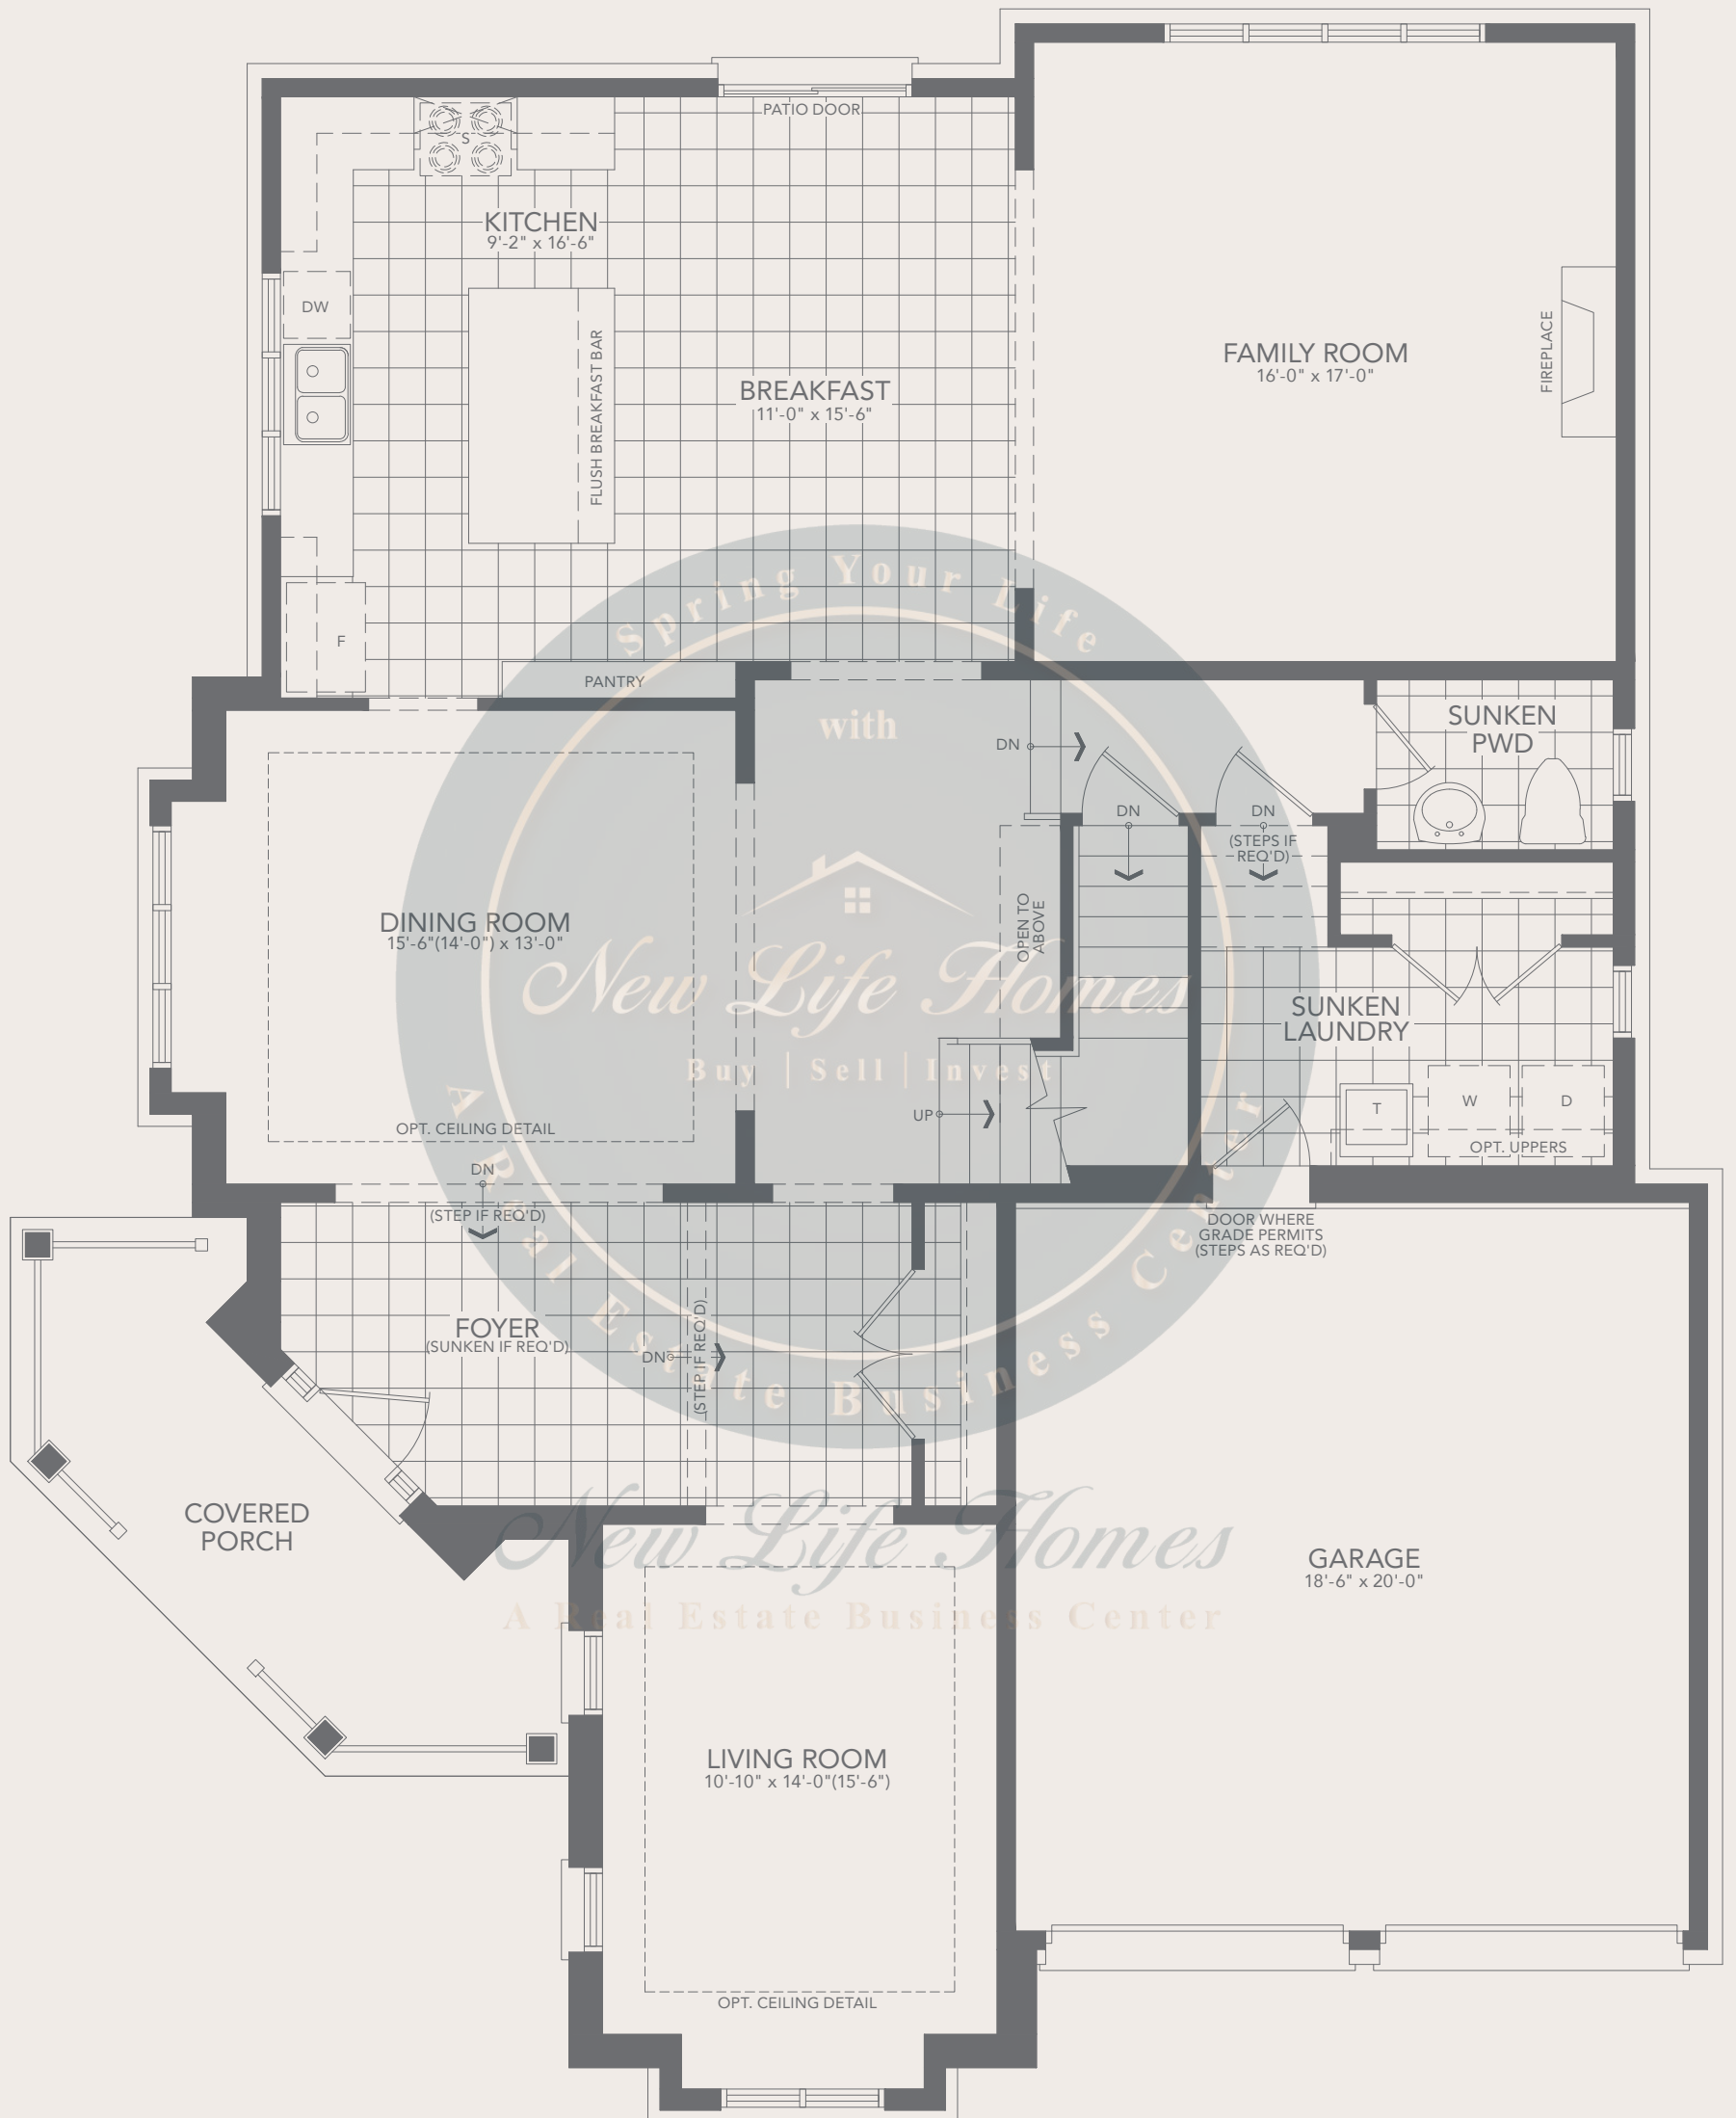 PATIO DOOR
S
KITCHEN
9'-2" x 16'-6"
DW
FLUSH BREAKFAST BAR
BREAKFAST
11'-0" x 15'-6"
FAMILY ROOM
16'-0" x 17'-0"
FIREPLACE
F
PANTRY
Spring Your Life
with
DN
SUNKEN
PWD
DN
DN
(STEPS IF
REQ'D)
DINING ROOM
15'-6"(14'-0") x 13'-0"
OPEN TO
ABOVE
New Life Homes
Buy | Sell | Invest
SUNKEN
LAUNDRY
UP
T
W
D
OPT. UPPERS
OPT. CEILING DETAIL
DN
(STEP IF REQ'D)
DOOR WHERE
GRADE PERMITS
(STEPS AS REQ'D)
A Real Estate Business Center
FOYER
(SUNKEN IF REQ'D)
DN
(STEP IF REQ'D)
COVERED
PORCH
New Life Homes
A Real Estate Business Center
GARAGE
18'-6" x 20'-0"
LIVING ROOM
10'-10" x 14'-0"(15'-6")
OPT. CEILING DETAIL